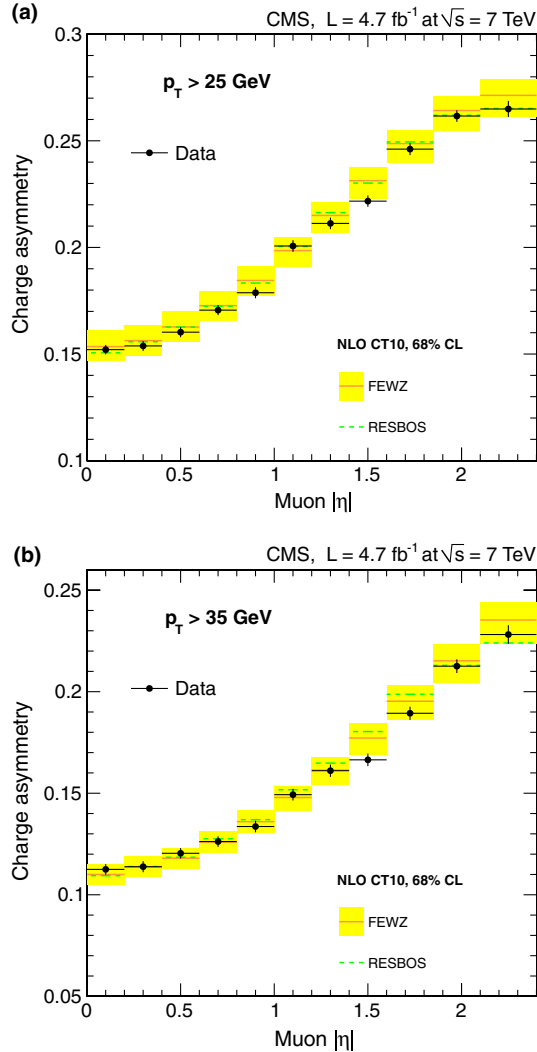 (a)
CMS, L = 4.7 fb⁻¹ at √s = 7 TeV
0.3
p_T > 25 GeV
Data
0.25
Charge asymmetry
0.2
0.15
NLO CT10, 68% CL
FEWZ
RESBOS
0.1
0 0.5 1 1.5 2
Muon |η|
(b)
CMS, L = 4.7 fb⁻¹ at √s = 7 TeV
0.25
p_T > 35 GeV
Data
0.2
Charge asymmetry
0.15
0.1
NLO CT10, 68% CL
FEWZ
RESBOS
0.05
0 0.5 1 1.5 2
Muon |η|